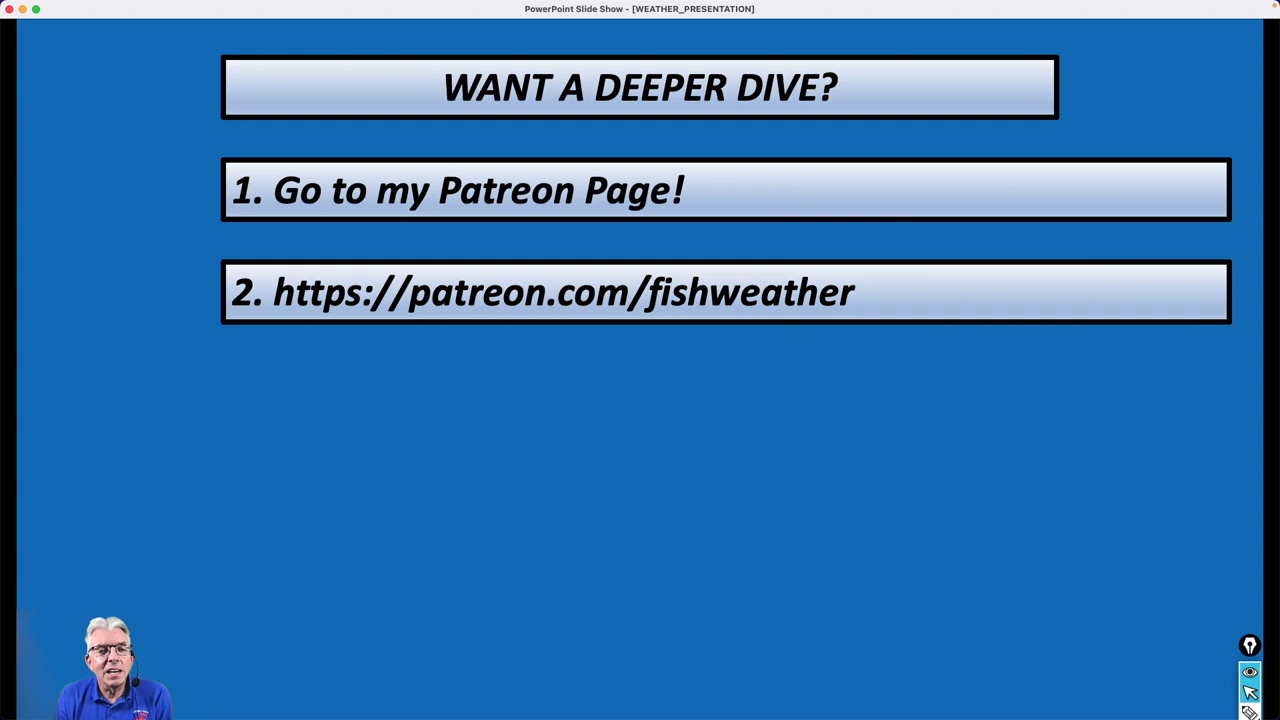 PowerPoint Slide Show - [WEATHER_PRESENTATION]
WANT A DEEPER DIVE?
1. Go to my Patreon Page!
2. https://patreon.com/fishweather